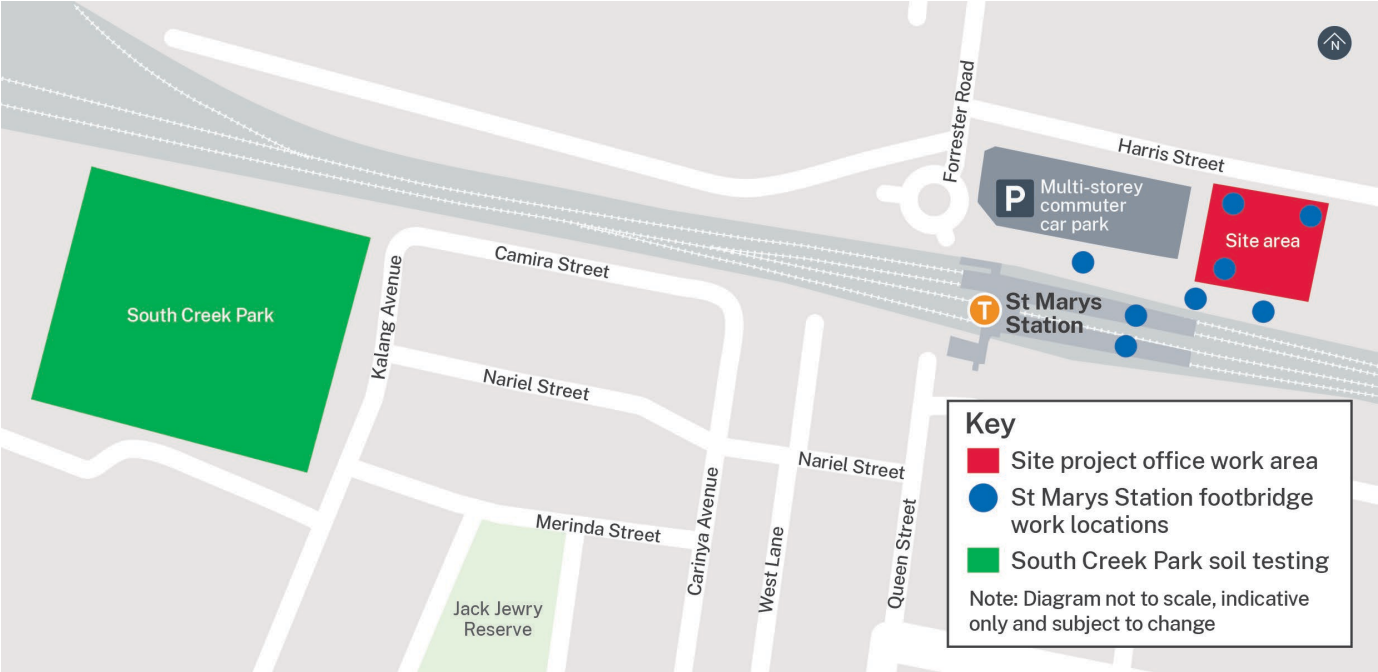 N
Forrester Road
Harris Street
P
Multi-storey
commuter
car park
Site area
Camira Street
Kalang Avenue
South Creek Park
T
St Marys
Station
Nariel Street
Nariel Street
Carinya Avenue
West Lane
Queen Street
Merinda Street
Jack Jewry
Reserve
Key
Site project office work area
St Marys Station footbridge
work locations
South Creek Park soil testing
Note: Diagram not to scale, indicative
only and subject to change